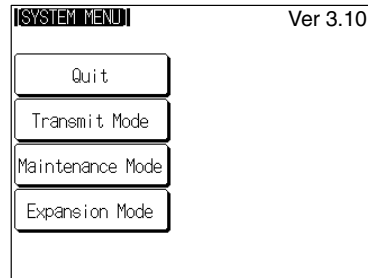 SYSTEM MENU
Ver 3.10
Quit
Transmit Mode
Maintenance Mode
Expansion Mode